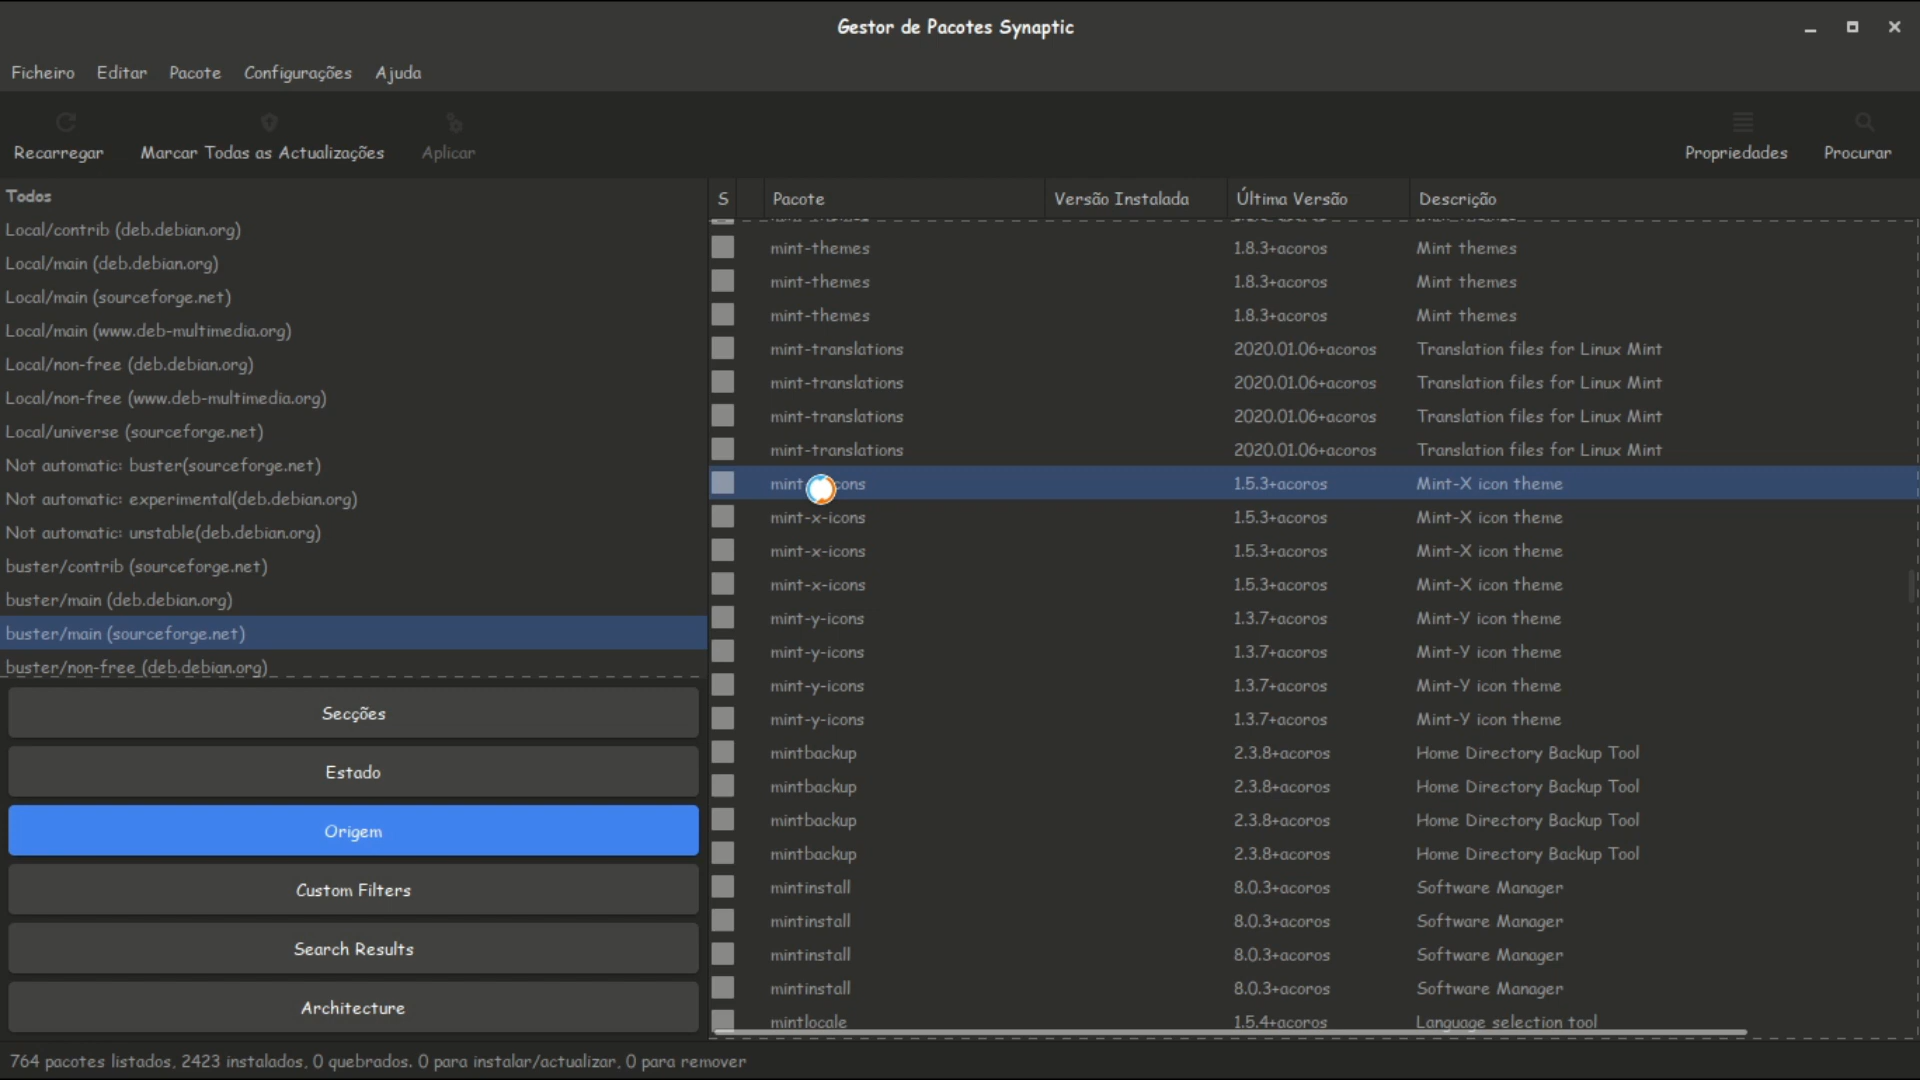 Gestor de Pacotes Synaptic
Ficheiro Editar Pacote Configurações Ajuda
Recarregar Marcar Todas as Actualizações Aplicar Propriedades Procurar
Todos
Local/contrib (deb.debian.org)
Local/main (deb.debian.org)
Local/main (sourceforge.net)
Local/main (www.deb-multimedia.org)
Local/non-free (deb.debian.org)
Local/non-free (www.deb-multimedia.org)
Local/universe (sourceforge.net)
Not automatic: buster(sourceforge.net)
Not automatic: experimental(deb.debian.org)
Not automatic: unstable(deb.debian.org)
buster/contrib (sourceforge.net)
buster/main (deb.debian.org)
buster/main (sourceforge.net)
buster/non-free (deb.debian.org)
Secções
Estado
Origem
Custom Filters
Search Results
Architecture
S Pacote Versão Instalada Última Versão Descrição
mint-themes 1.8.3+acoros Mint themes
mint-themes 1.8.3+acoros Mint themes
mint-themes 1.8.3+acoros Mint themes
mint-translations 2020.01.06+acoros Translation files for Linux Mint
mint-translations 2020.01.06+acoros Translation files for Linux Mint
mint-translations 2020.01.06+acoros Translation files for Linux Mint
mint-translations 2020.01.06+acoros Translation files for Linux Mint
1.5.3+acoros Mint-X icon theme
mint-x-icons 1.5.3+acoros Mint-X icon theme
mint-x-icons 1.5.3+acoros Mint-X icon theme
mint-x-icons 1.5.3+acoros Mint-X icon theme
mint-y-icons 1.3.7+acoros Mint-Y icon theme
mint-y-icons 1.3.7+acoros Mint-Y icon theme
mint-y-icons 1.3.7+acoros Mint-Y icon theme
mint-y-icons 1.3.7+acoros Mint-Y icon theme
mintbackup 2.3.8+acoros Home Directory Backup Tool
mintbackup 2.3.8+acoros Home Directory Backup Tool
mintbackup 2.3.8+acoros Home Directory Backup Tool
mintbackup 2.3.8+acoros Home Directory Backup Tool
mintinstall 8.0.3+acoros Software Manager
mintinstall 8.0.3+acoros Software Manager
mintinstall 8.0.3+acoros Software Manager
mintinstall 8.0.3+acoros Software Manager
mintlocale 1.5.4+acoros Language selection tool
764 pacotes listados, 2423 instalados, 0 quebrados. 0 para instalar/actualizar, 0 para remover